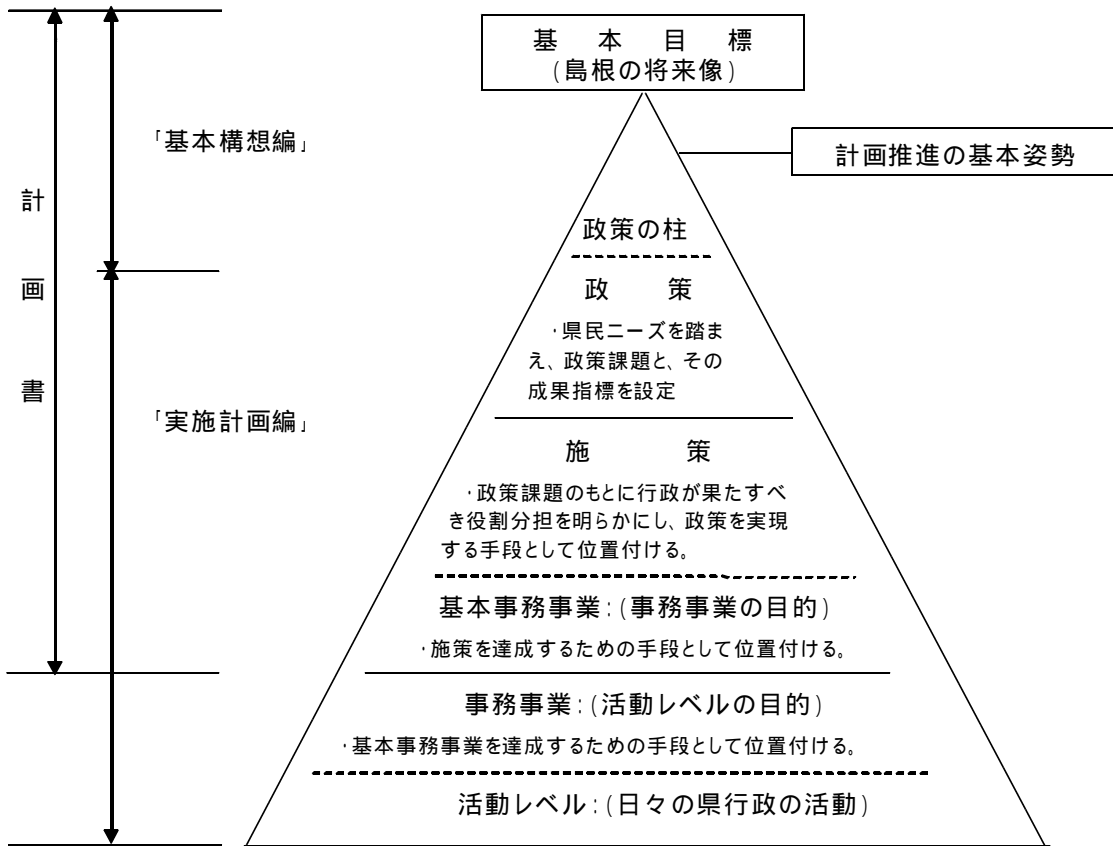 基本目標
(島根の将来像)
「基本構想編」
計画推進の基本姿勢
計画書
政策の柱
政策
・県民ニーズを踏ま
え、政策課題と、その
成果指標を設定
「実施計画編」
施策
・政策課題のもとに行政が果たすべ
き役割分担を明らかにし、政策を実現
する手段として位置付ける。
基本事務事業:(事務事業の目的)
・施策を達成するための手段として位置付ける。
事務事業:(活動レベルの目的)
・基本事務事業を達成するための手段として位置付ける。
活動レベル:(日々の県行政の活動)